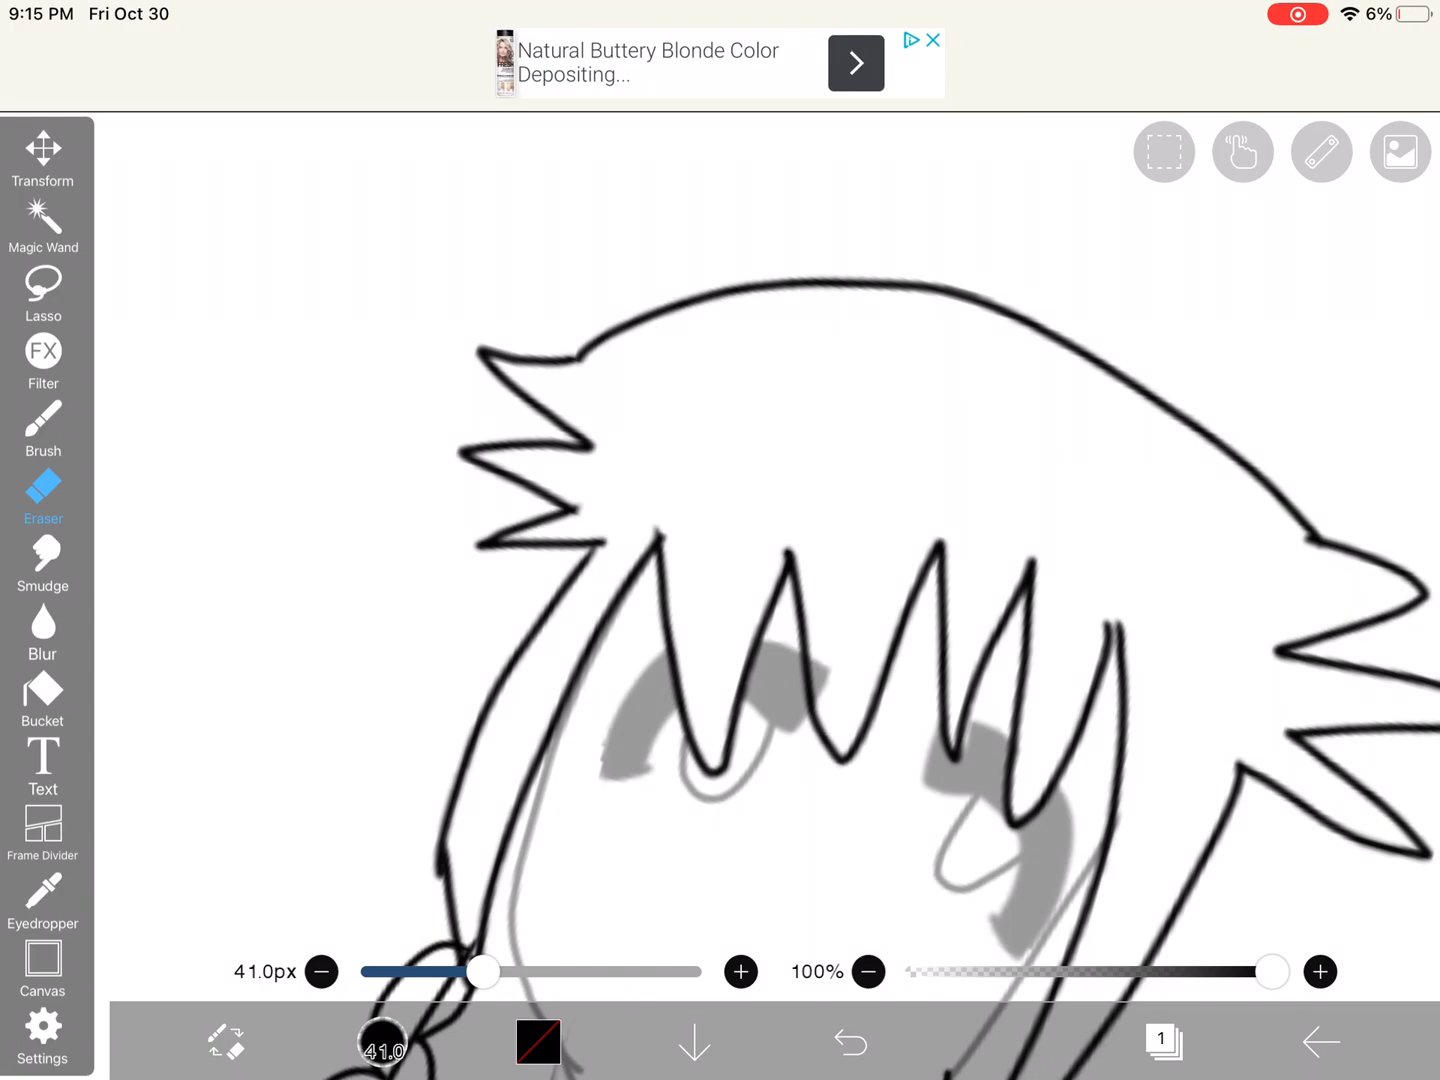 9:15 PM Fri Oct 30
6%
Natural Buttery Blonde Color
Depositing...
Transform
Magic Wand
Lasso
FX
Filter
Brush
Eraser
Smudge
Blur
Bucket
T
Text
Frame Divider
Eyedropper
Canvas
Settings
41.0px
100%
41.0
1